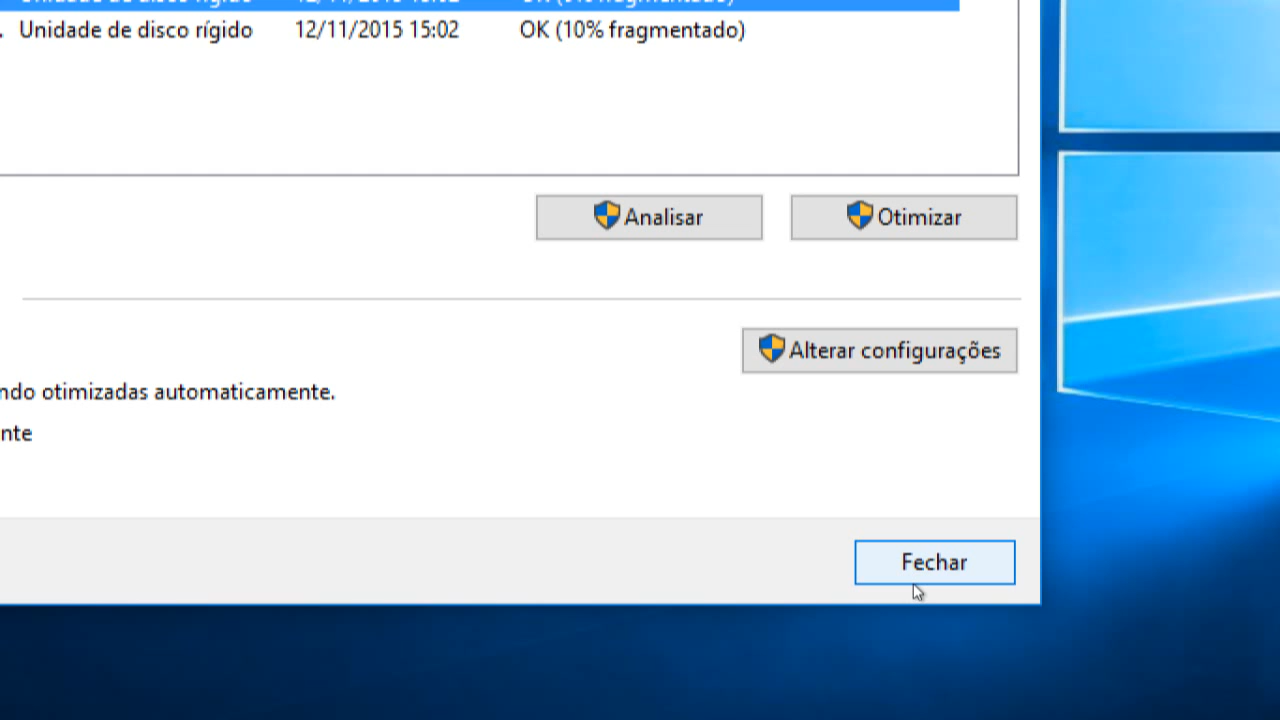 Unidade de disco rígido 12/11/2015 15:02 OK (10% fragmentado)
Analisar Otimizar
Alterar configurações
ndo otimizadas automaticamente.
nte
Fechar